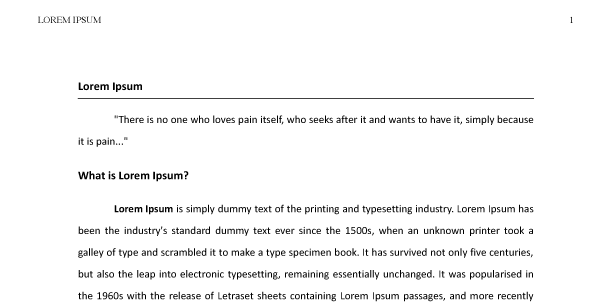 LOREM IPSUM 1
Lorem Ipsum
"There is no one who loves pain itself, who seeks after it and wants to have it, simply because
it is pain..."
What is Lorem Ipsum?
Lorem Ipsum is simply dummy text of the printing and typesetting industry. Lorem Ipsum has
been the industry's standard dummy text ever since the 1500s, when an unknown printer took a
galley of type and scrambled it to make a type specimen book. It has survived not only five centuries,
but also the leap into electronic typesetting, remaining essentially unchanged. It was popularised in
the 1960s with the release of Letraset sheets containing Lorem Ipsum passages, and more recently